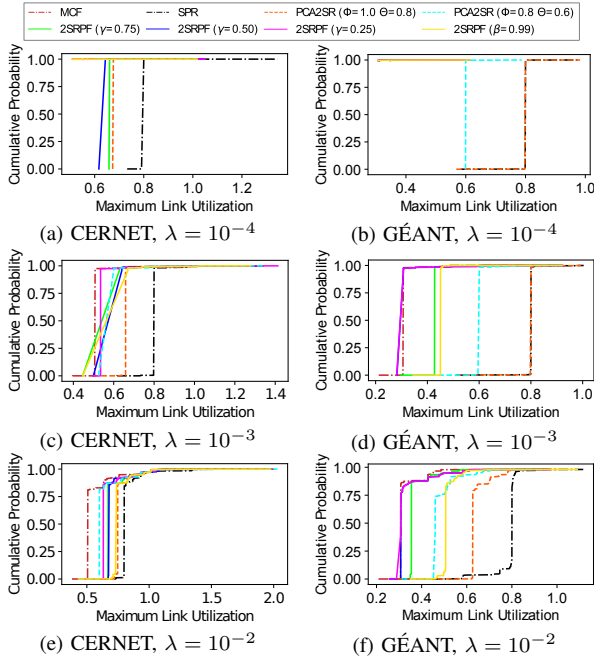 MCF SPR PCA2SR (Φ=1.0 Θ=0.8) PCA2SR (Φ=0.8 Θ=0.6)
2SRPF (γ=0.75) 2SRPF (γ=0.50) 2SRPF (γ=0.25) 2SRPF (β=0.99)
Cumulative Probability
1.00
0.75
0.50
0.25
0.00
0.6 0.8 1.0 1.2
Maximum Link Utilization
(a) CERNET, λ = 10⁻⁴
Cumulative Probability
1.00
0.75
0.50
0.25
0.00
0.4 0.6 0.8 1.0
Maximum Link Utilization
(b) GÉANT, λ = 10⁻⁴
Cumulative Probability
1.00
0.75
0.50
0.25
0.00
0.4 0.6 0.8 1.0 1.2 1.4
Maximum Link Utilization
(c) CERNET, λ = 10⁻³
Cumulative Probability
1.00
0.75
0.50
0.25
0.00
0.2 0.4 0.6 0.8 1.0
Maximum Link Utilization
(d) GÉANT, λ = 10⁻³
Cumulative Probability
1.00
0.75
0.50
0.25
0.00
0.5 1.0 1.5 2.0
Maximum Link Utilization
(e) CERNET, λ = 10⁻²
Cumulative Probability
1.00
0.75
0.50
0.25
0.00
0.2 0.4 0.6 0.8 1.0
Maximum Link Utilization
(f) GÉANT, λ = 10⁻²